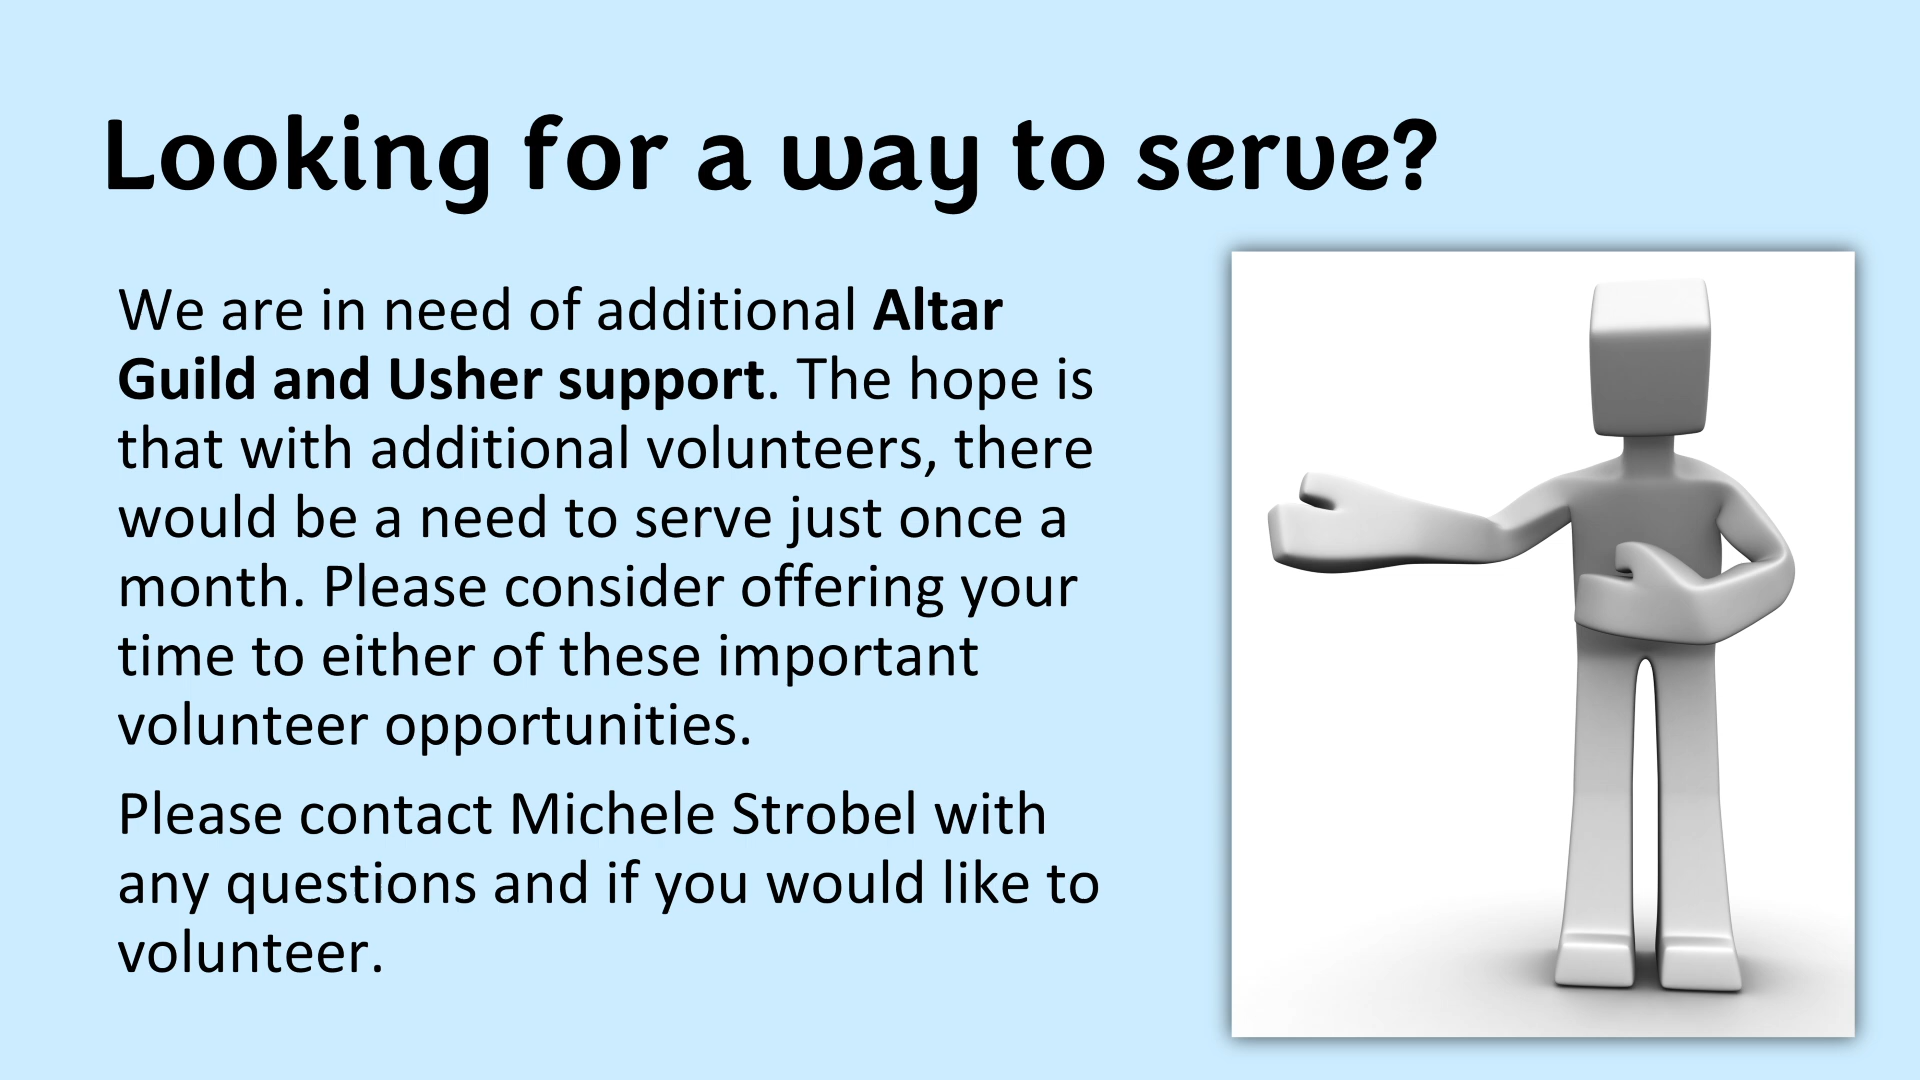 Looking for a way to serve?
We are in need of additional Altar
Guild and Usher support. The hope is
that with additional volunteers, there
would be a need to serve just once a
month. Please consider offering your
time to either of these important
volunteer opportunities.
Please contact Michele Strobel with
any questions and if you would like to
volunteer.